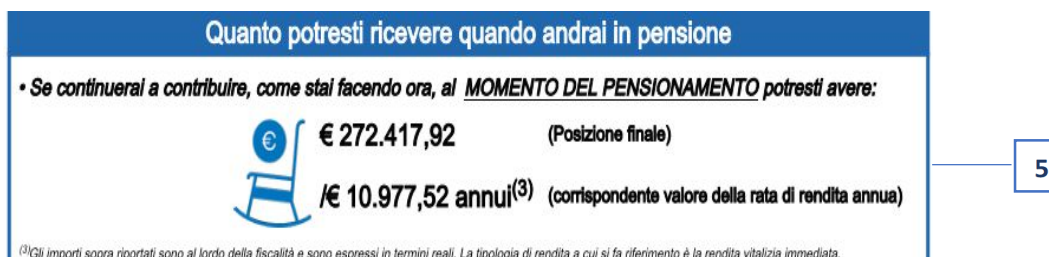 Quanto potresti ricevere quando andrai in pensione
• Se continuerai a contribuire, come stai facendo ora, al MOMENTO DEL PENSIONAMENTO potresti avere:
€
€ 272.417,92 (Posizione finale)
/€ 10.977,52 annui(3) (corrispondente valore della rata di rendita annua)
5
(3)Gli importi sopra riportati sono al lordo della fiscalità e sono espressi in termini reali. La tipologia di rendita a cui si fa riferimento è la rendita vitalizia immediata.